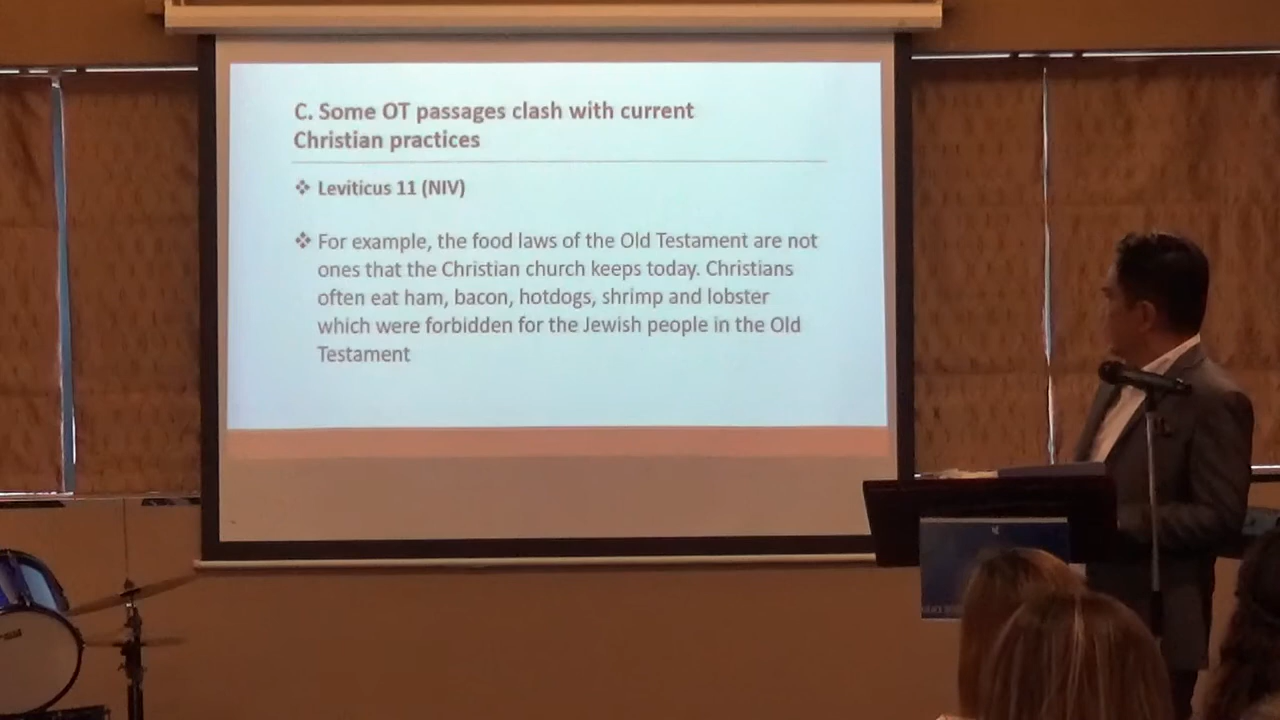 C. Some OT passages clash with current
Christian practices
❖ Leviticus 11 (NIV)
❖ For example, the food laws of the Old Testament are not
ones that the Christian church keeps today. Christians
often eat ham, bacon, hotdogs, shrimp and lobster
which were forbidden for the Jewish people in the Old
Testament